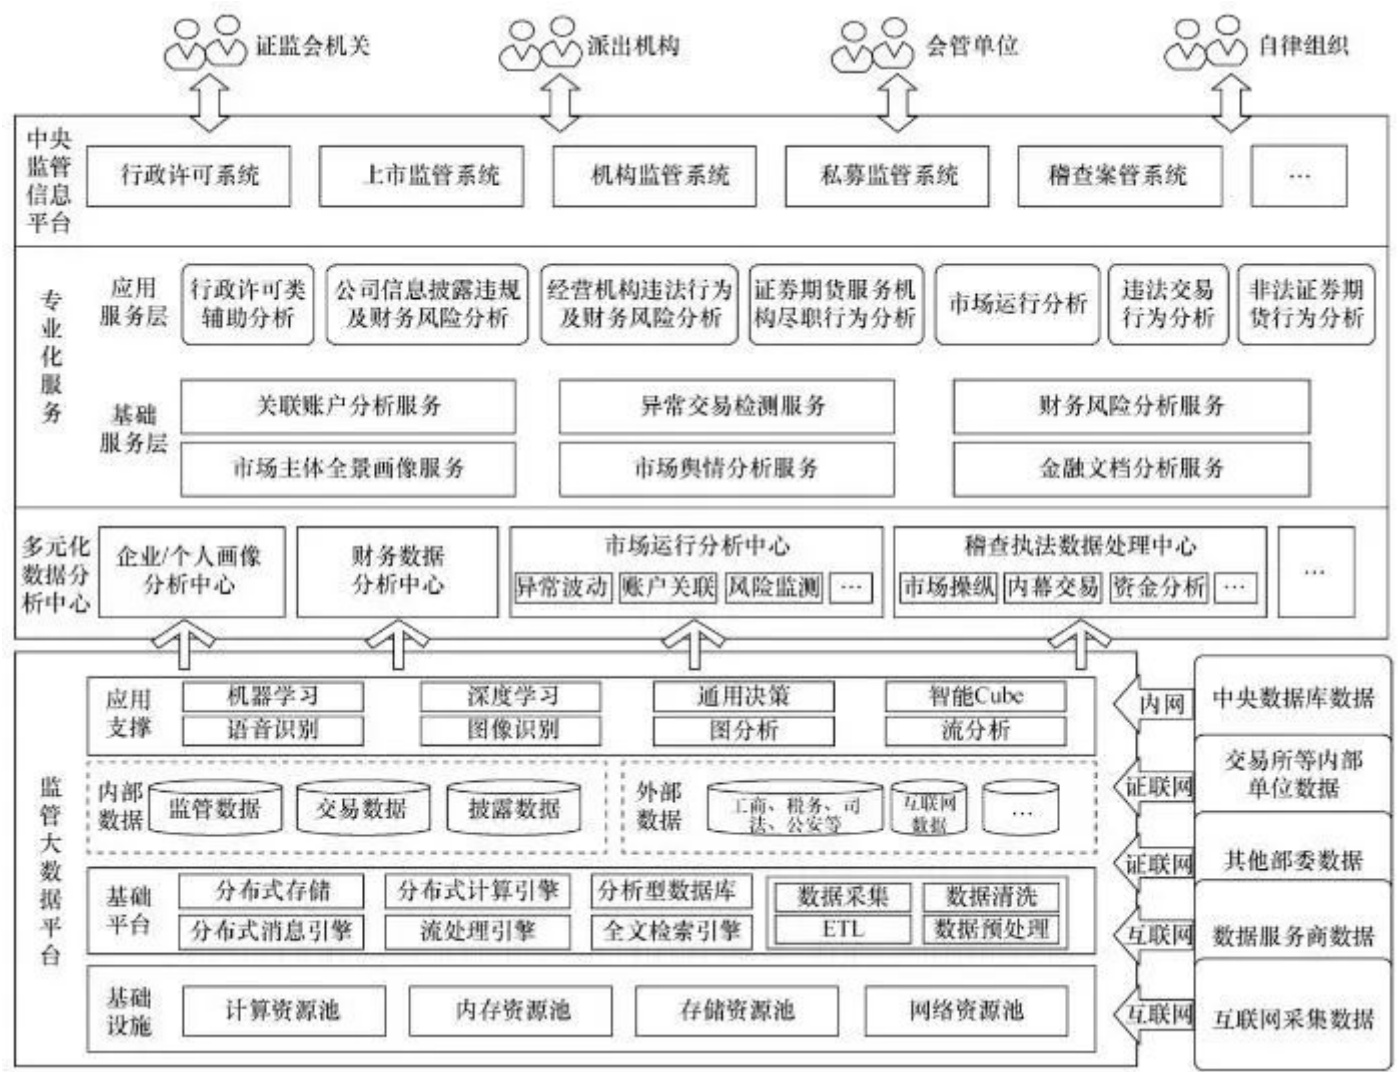 证监会机关
派出机构
会管单位
自律组织
中央
监管
信息
平台
行政许可系统
上市监管系统
机构监管系统
私募监管系统
稽查案管系统
…
专业化服务
应用
服务层
行政许可类
辅助分析
公司信息披露违规
及财务风险分析
经营机构违法行为
及财务风险分析
证券期货服务机
构尽职行为分析
市场运行分析
违法交易
行为分析
非法证券期
货行为分析
基础
服务层
关联账户分析服务
异常交易检测服务
财务风险分析服务
市场主体全景画像服务
市场舆情分析服务
金融文档分析服务
多元化
数据分
析中心
企业/个人画像
分析中心
财务数据
分析中心
市场运行分析中心
异常波动
账户关联
风险监测
…
稽查执法数据处理中心
市场操纵
内幕交易
资金分析
…
…
监管大数据平台
应用
支撑
机器学习
深度学习
通用决策
智能Cube
语音识别
图像识别
图分析
流分析
内部
数据
监管数据
交易数据
披露数据
外部
数据
工商、税务、司
法、公安等
互联网
数据
…
基础
平台
分布式存储
分布式计算引擎
分析型数据库
数据采集
数据清洗
分布式消息引擎
流处理引擎
全文检索引擎
ETL
数据预处理
基础
设施
计算资源池
内存资源池
存储资源池
网络资源池
内网
中央数据库数据
证联网
交易所等内部
单位数据
证联网
其他部委数据
互联网
数据服务商数据
互联网
互联网采集数据